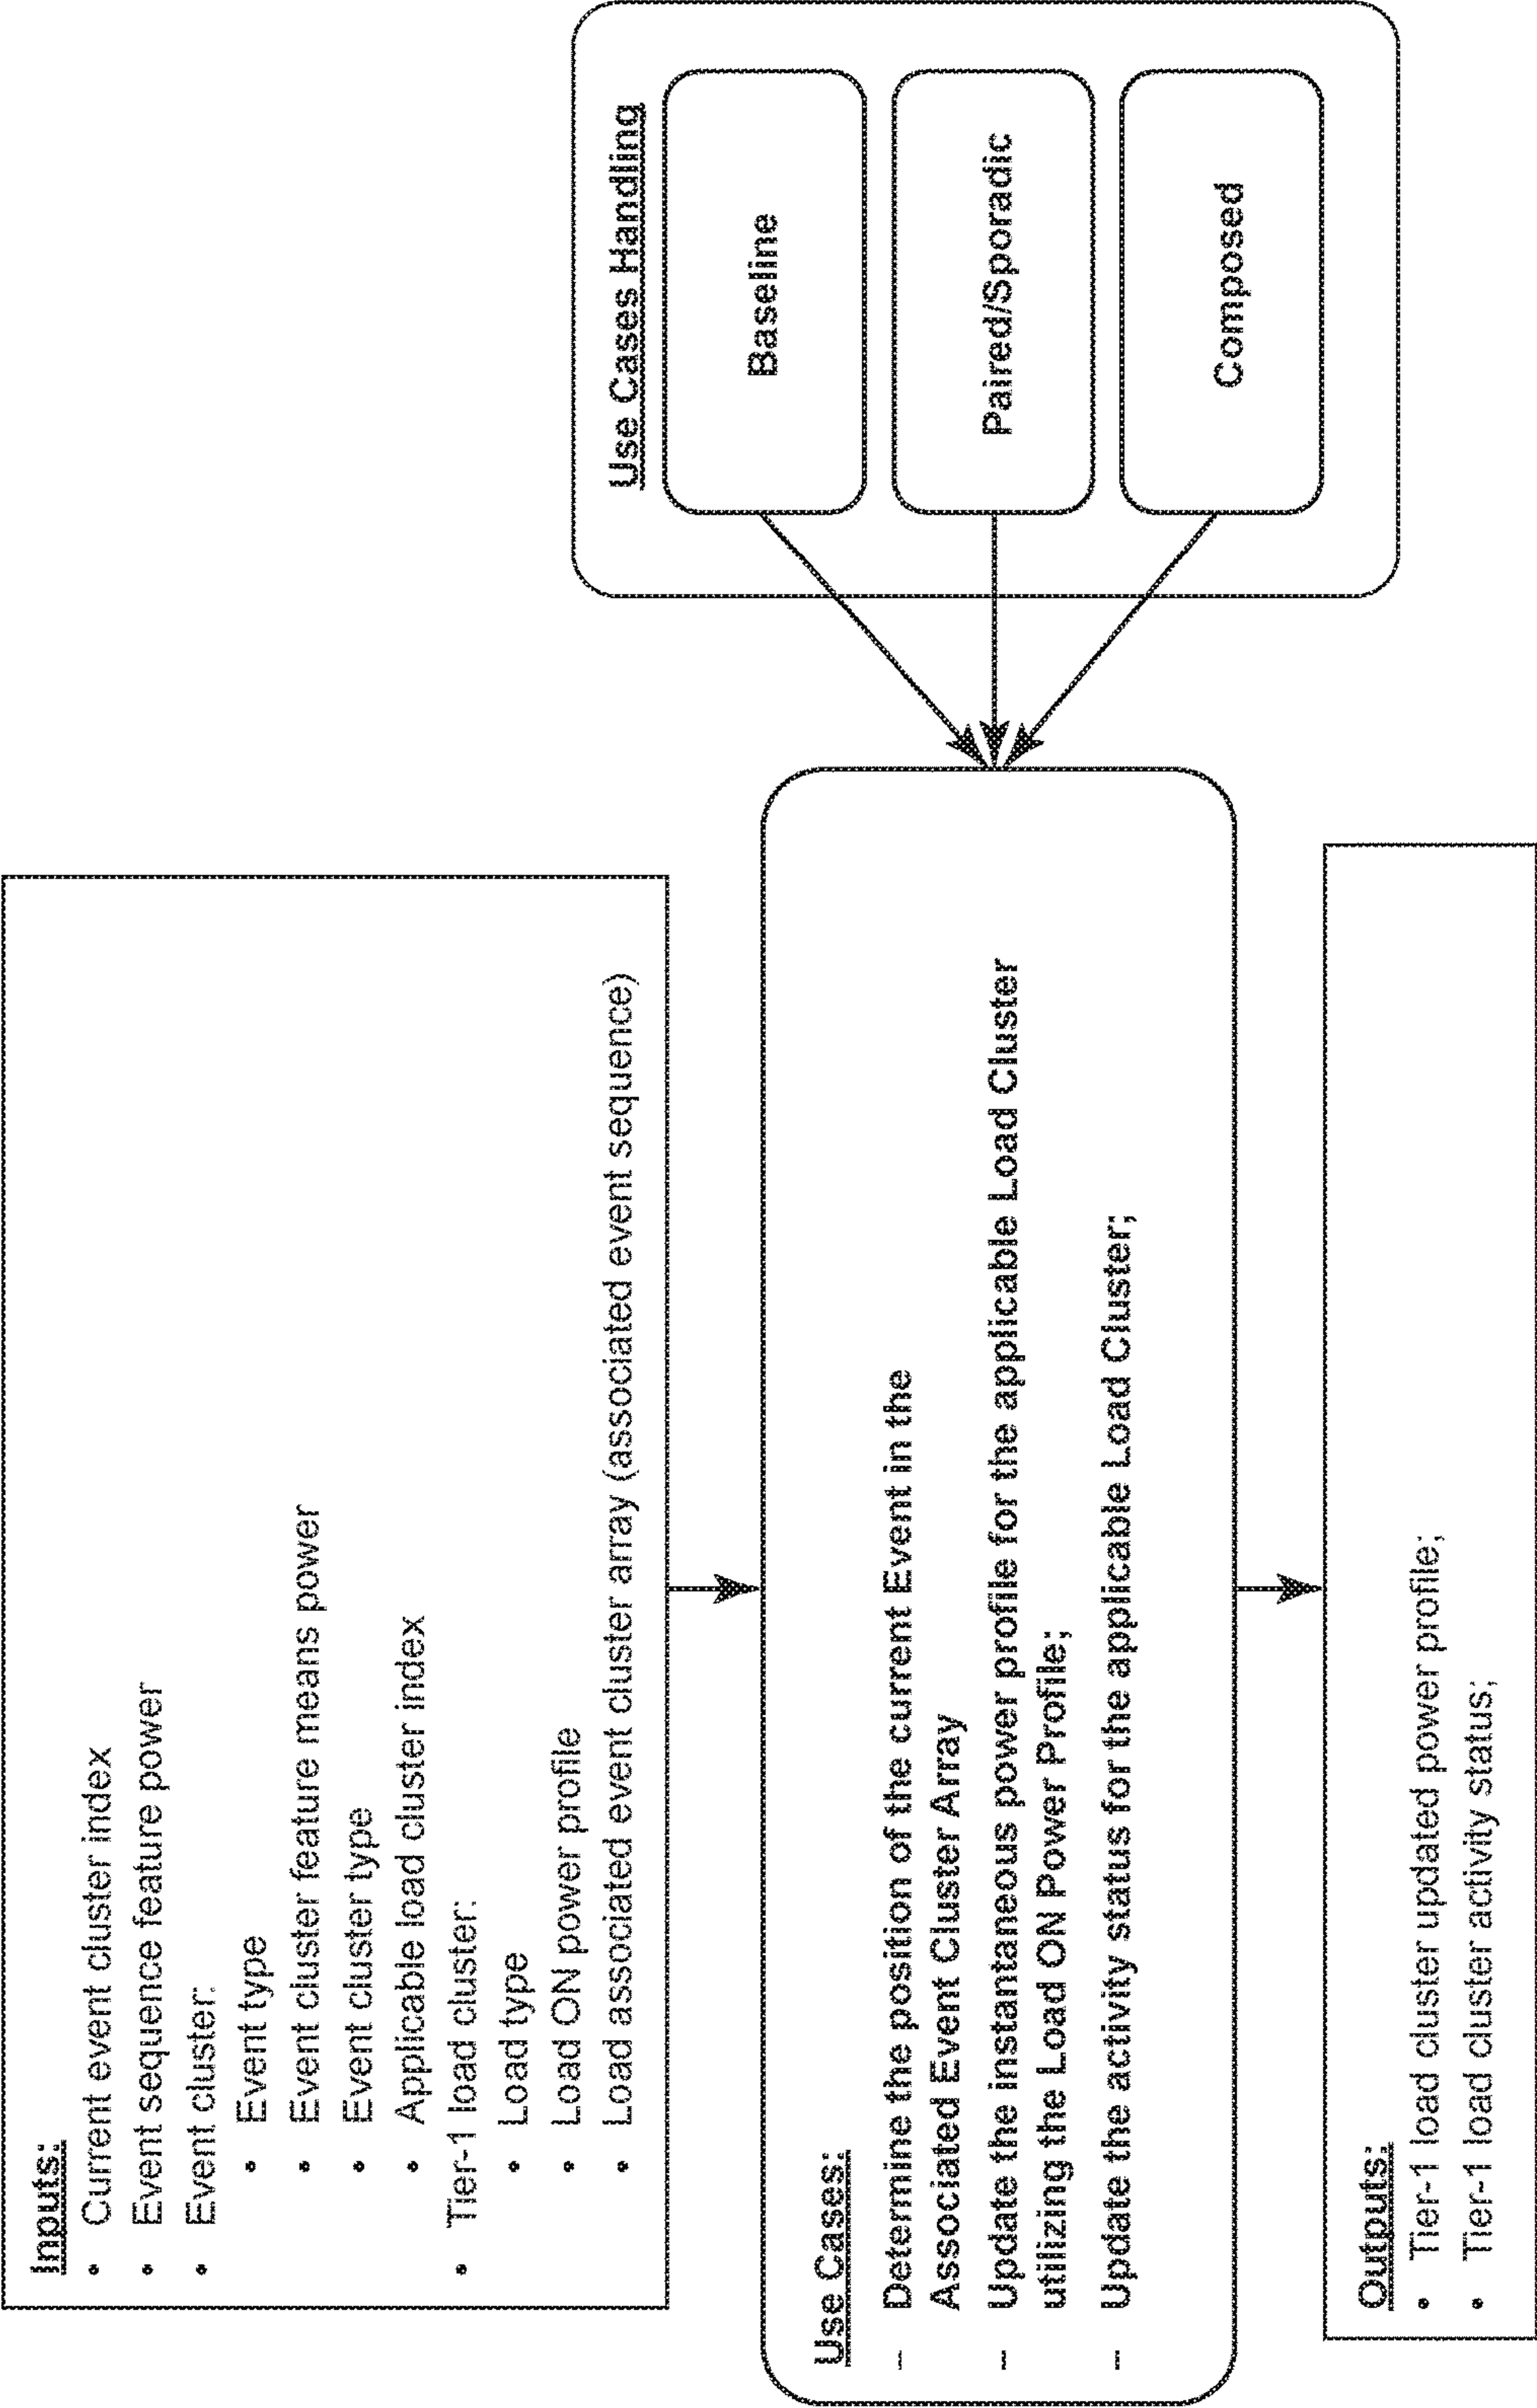 Inputs:
• Current event cluster index
• Event sequence feature power
• Event cluster:
• Event type
• Event cluster feature means power
• Event cluster type
• Applicable load cluster index
• Tier-1 load cluster:
• Load type
• Load ON power profile
• Load associated event cluster array (associated event sequence)
Use Cases:
– Determine the position of the current Event in the
Associated Event Cluster Array
– Update the instantaneous power profile for the applicable Load Cluster
utilizing the Load ON Power Profile;
– Update the activity status for the applicable Load Cluster;
Use Cases Handling
Baseline
Paired/Sporadic
Composed
Outputs:
• Tier-1 load cluster updated power profile;
• Tier-1 load cluster activity status;